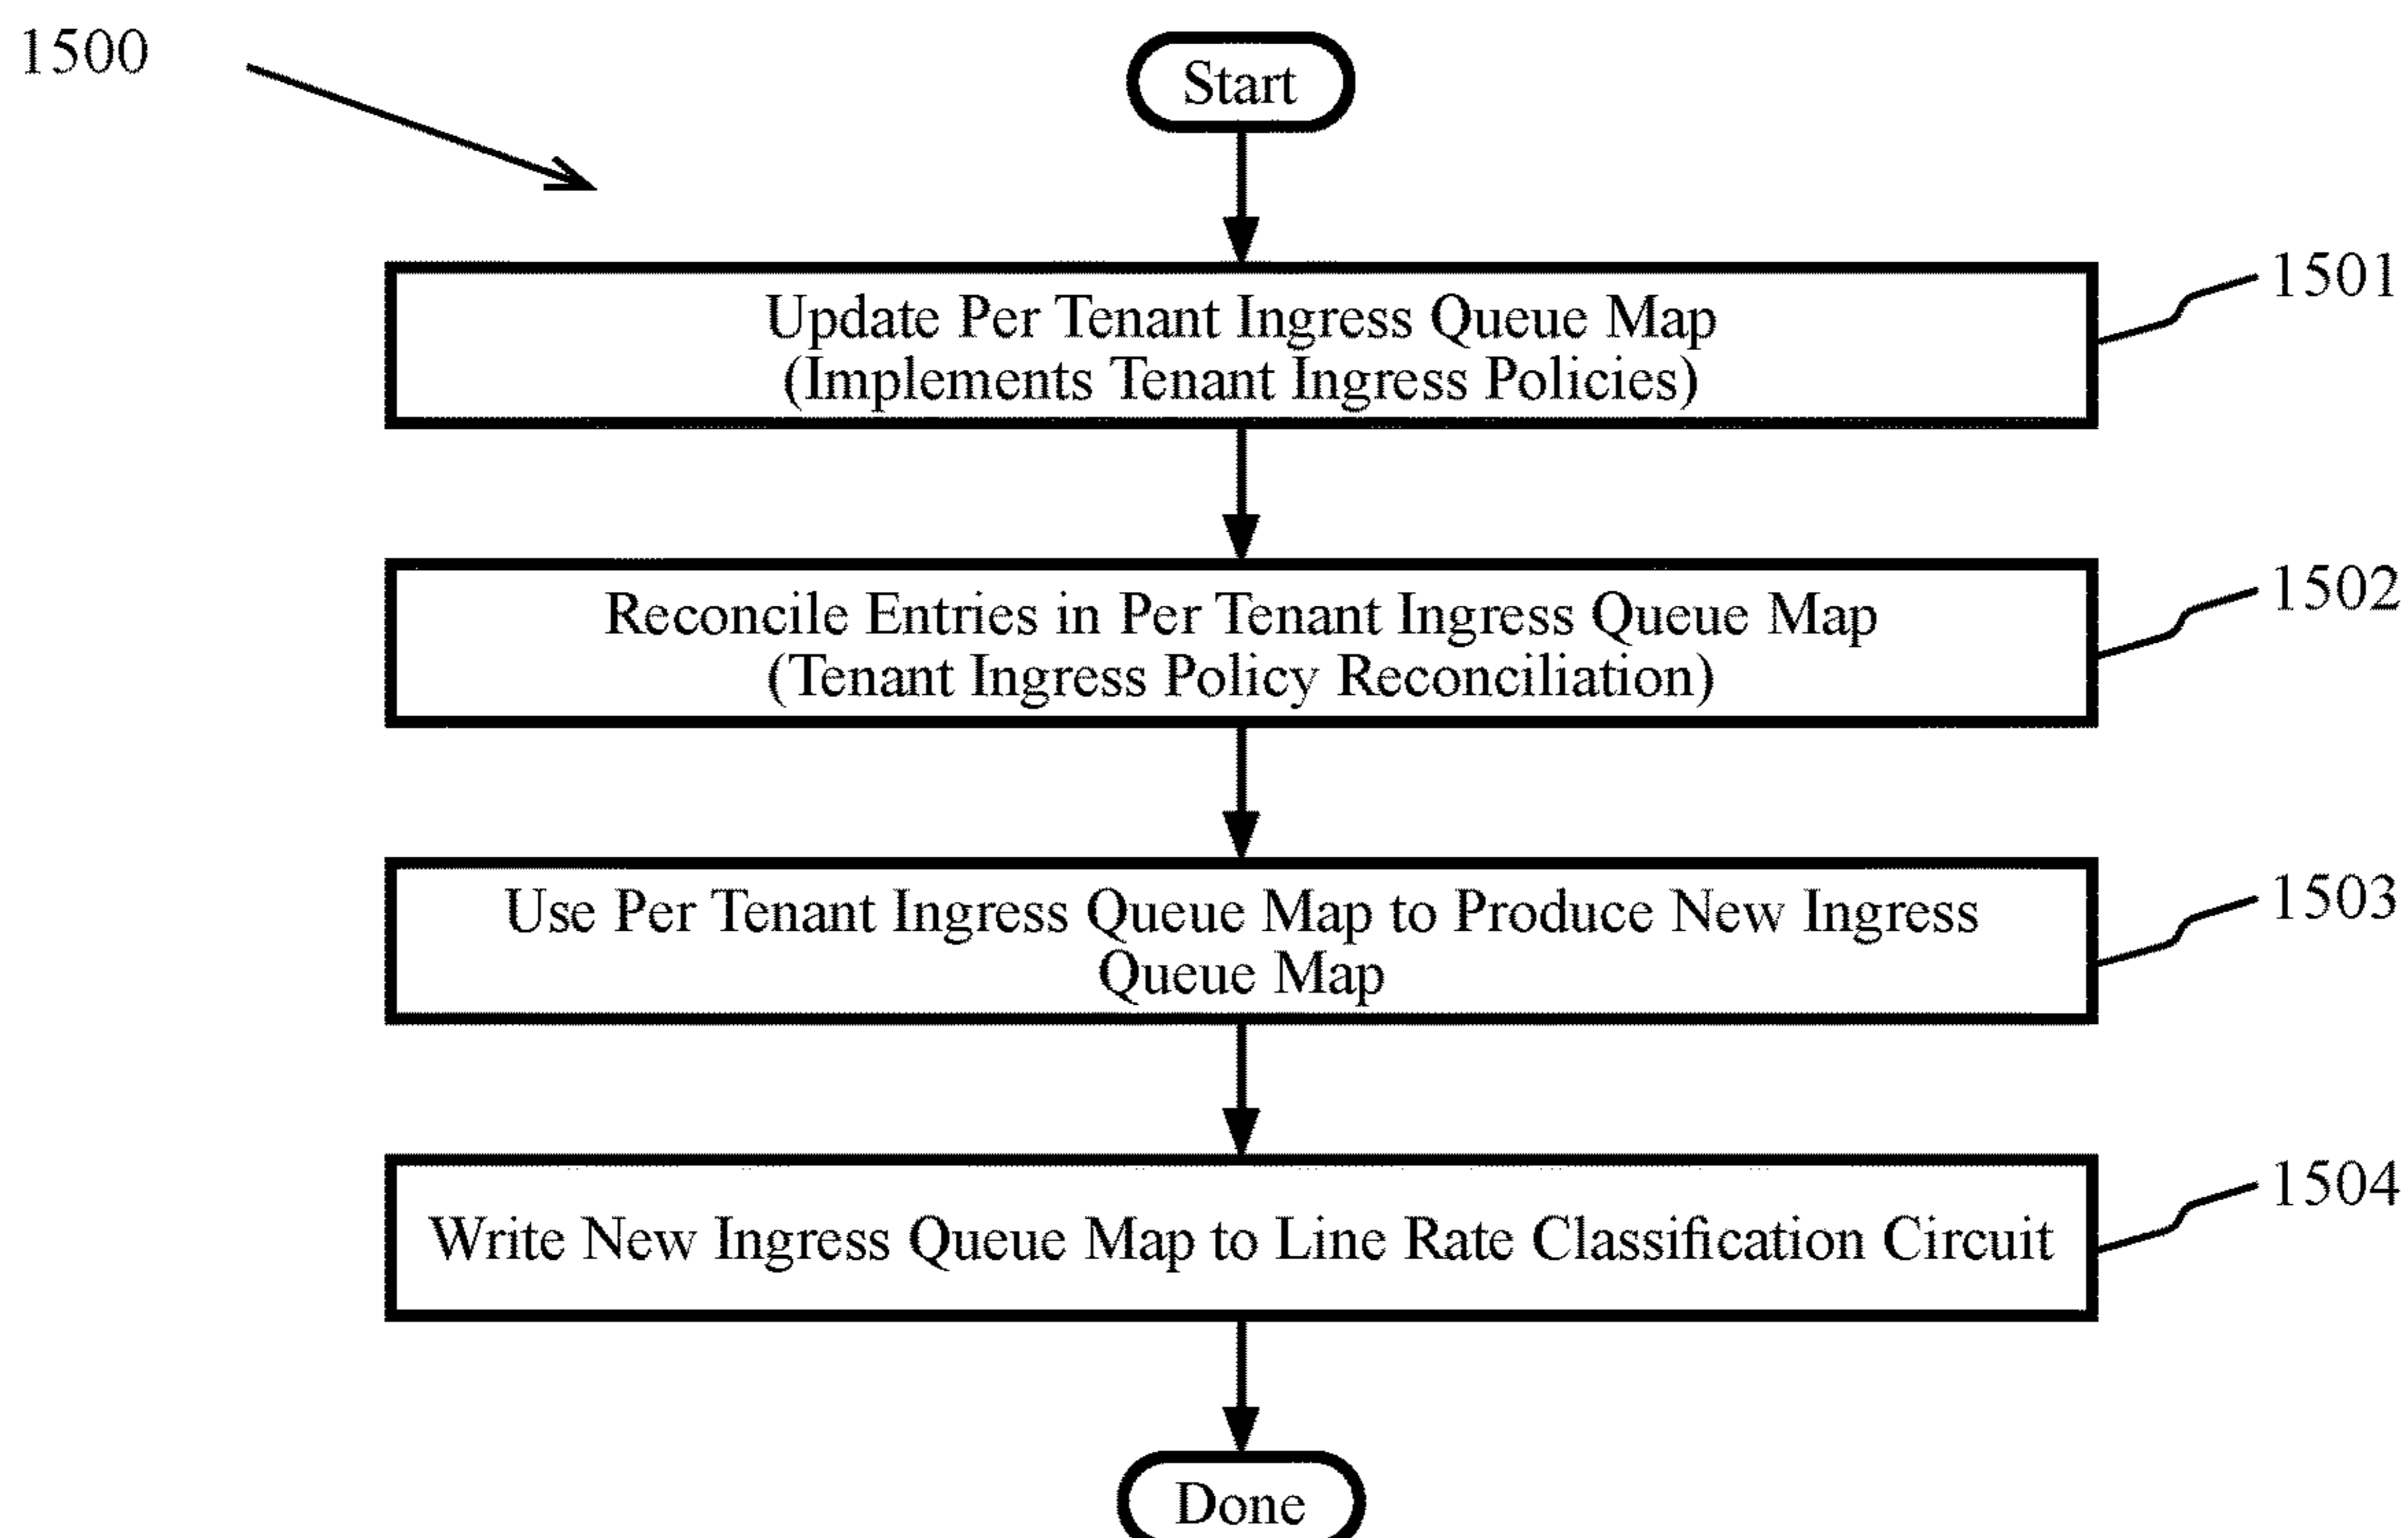 1500
Start
1501
Update Per Tenant Ingress Queue Map
(Implements Tenant Ingress Policies)
1502
Reconcile Entries in Per Tenant Ingress Queue Map
(Tenant Ingress Policy Reconciliation)
1503
Use Per Tenant Ingress Queue Map to Produce New Ingress
Queue Map
1504
Write New Ingress Queue Map to Line Rate Classification Circuit
Done